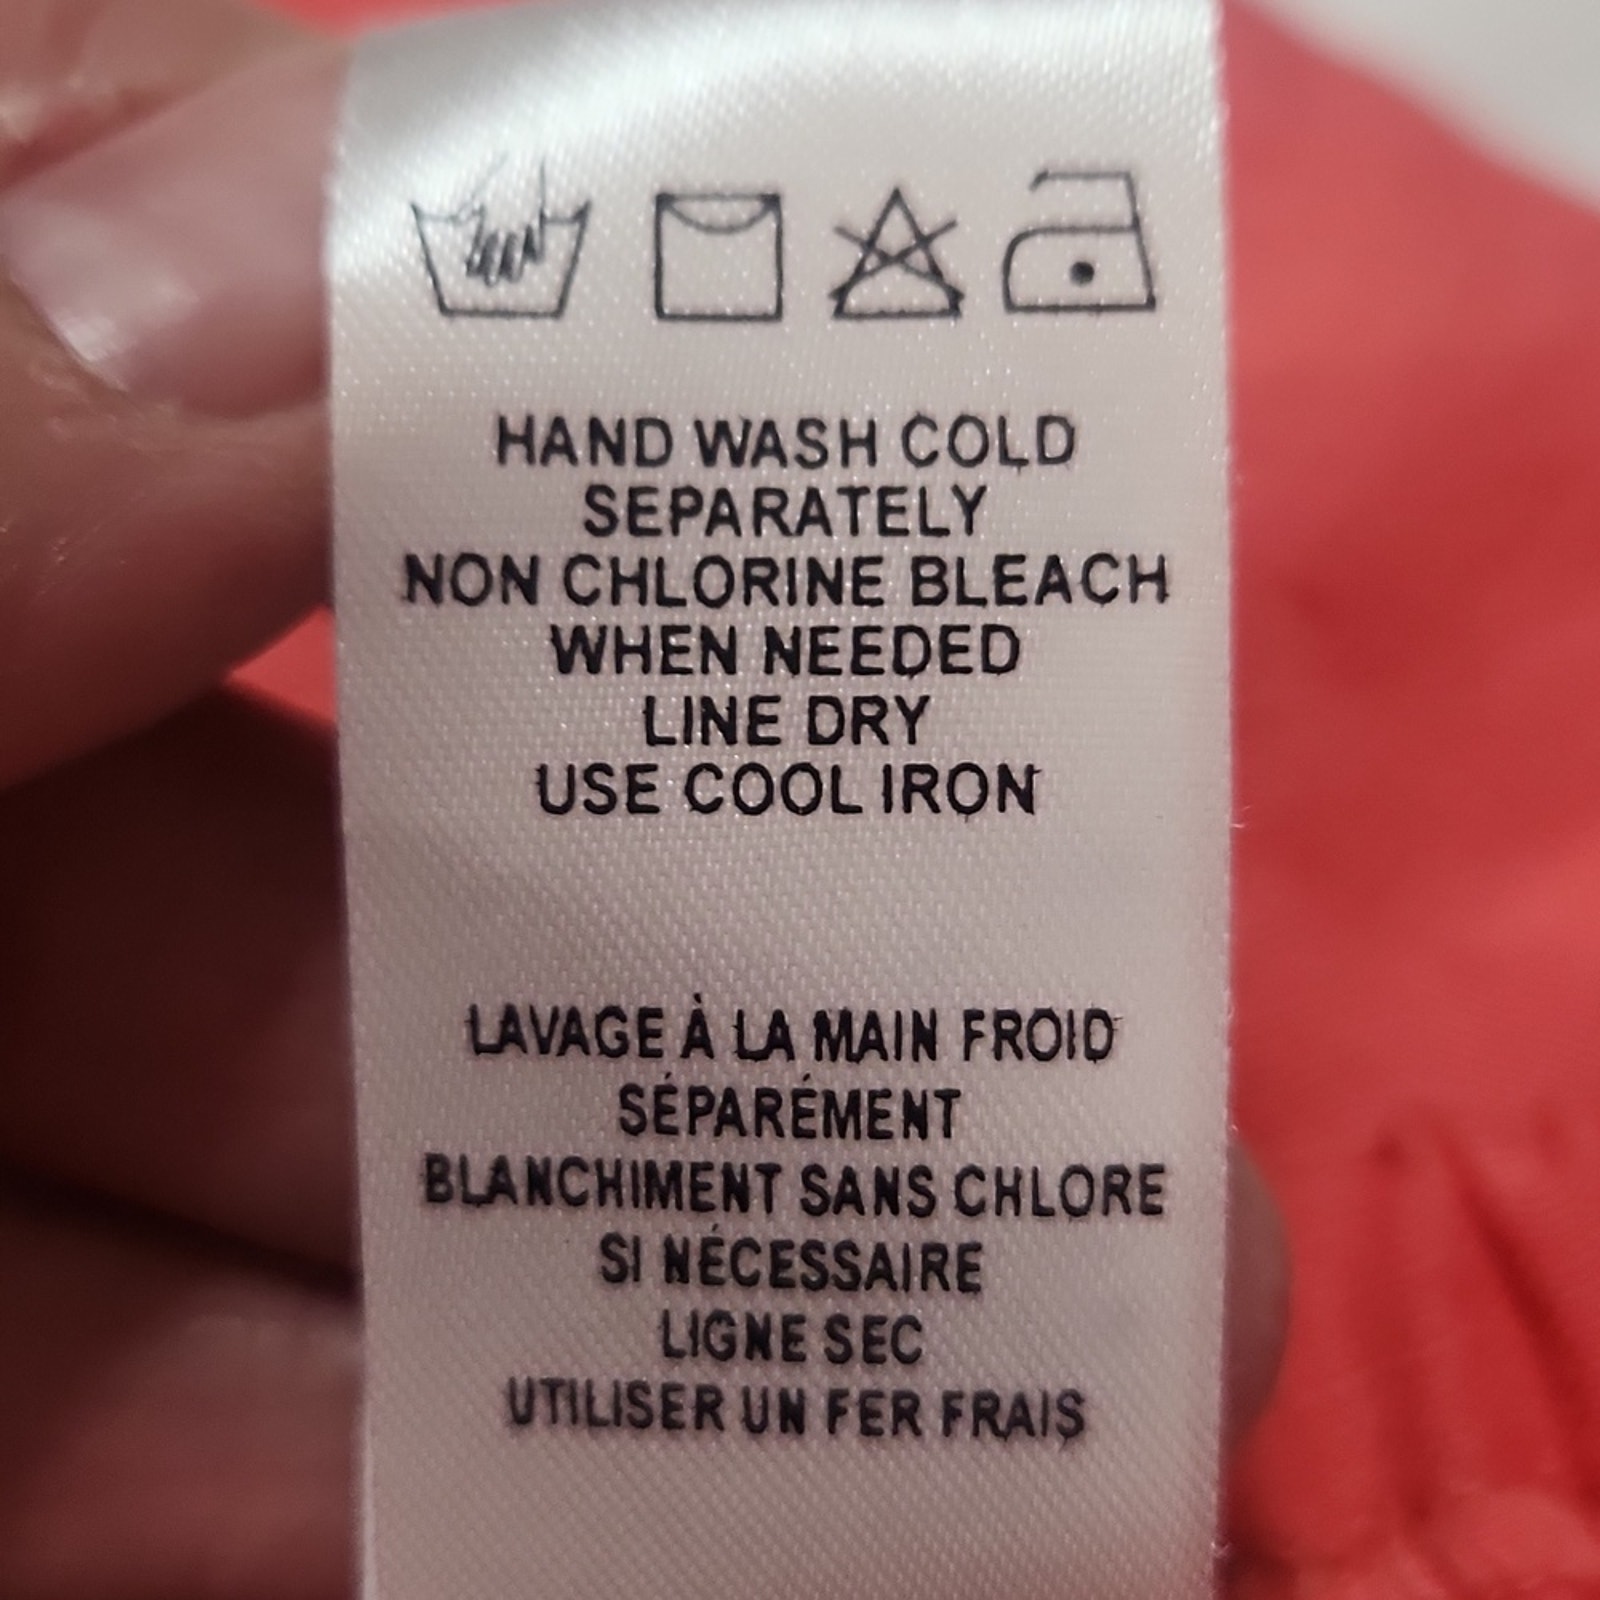 HAND WASH COLD
SEPARATELY
NON CHLORINE BLEACH
WHEN NEEDED
LINE DRY
USE COOL IRON
LAVAGE À LA MAIN FROID
SÉPARÉMENT
BLANCHIMENT SANS CHLORE
SI NÉCESSAIRE
LIGNE SEC
UTILISER UN FER FRAIS